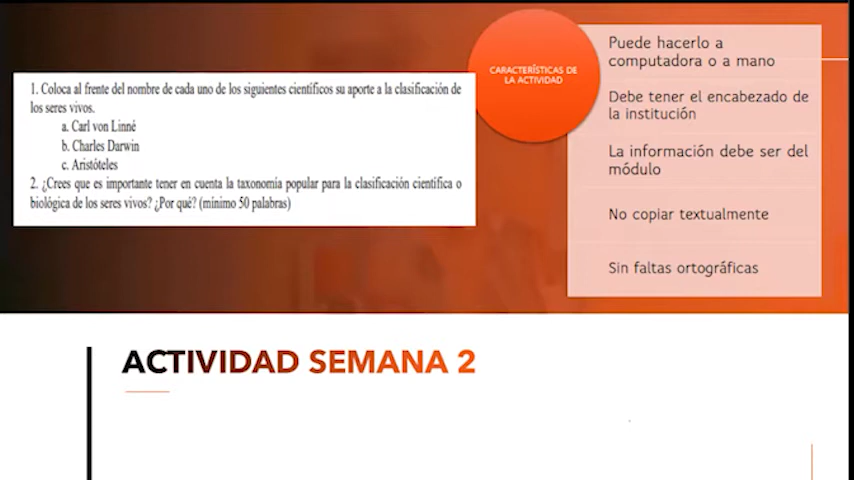 1. Coloca al frente del nombre de cada uno de los siguientes científicos su aporte a la clasificación de
los seres vivos.
a. Carl von Linné
b. Charles Darwin
c. Aristóteles
2. ¿Crees que es importante tener en cuenta la taxonomía popular para la clasificación científica o
biológica de los seres vivos? ¿Por qué? (mínimo 50 palabras)
CARACTERÍSTICAS DE
LA ACTIVIDAD
Puede hacerlo a
computadora o a mano
Debe tener el encabezado de
la institución
La información debe ser del
módulo
No copiar textualmente
Sin faltas ortográficas
ACTIVIDAD SEMANA 2